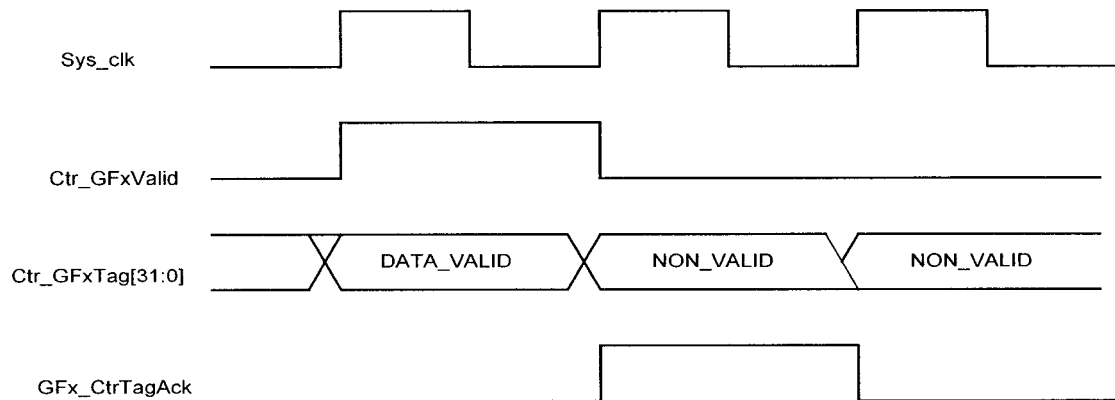 Sys_clk
Ctr_GFxValid
Ctr_GFxTag[31:0] DATA_VALID NON_VALID NON_VALID
GFx_CtrTagAck